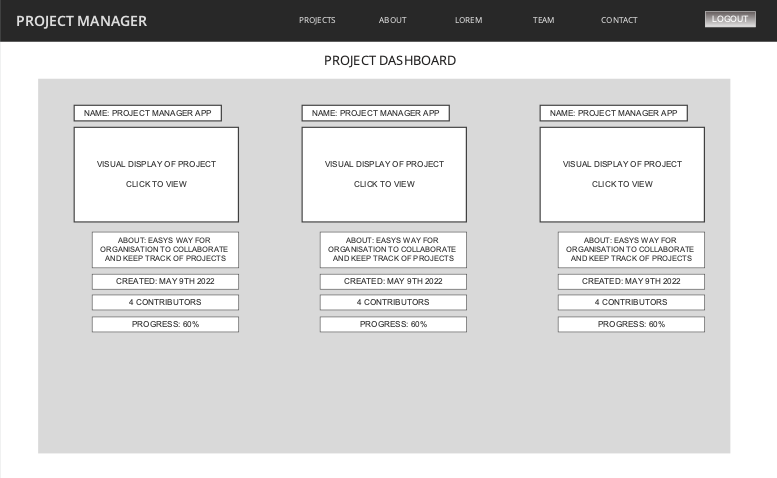 PROJECT MANAGER
PROJECTS
ABOUT
LOREM
TEAM
CONTACT
LOGOUT
PROJECT DASHBOARD
NAME: PROJECT MANAGER APP
VISUAL DISPLAY OF PROJECT
CLICK TO VIEW
ABOUT: EASYS WAY FOR
ORGANISATION TO COLLABORATE
AND KEEP TRACK OF PROJECTS
CREATED: MAY 9TH 2022
4 CONTRIBUTORS
PROGRESS: 60%
NAME: PROJECT MANAGER APP
VISUAL DISPLAY OF PROJECT
CLICK TO VIEW
ABOUT: EASYS WAY FOR
ORGANISATION TO COLLABORATE
AND KEEP TRACK OF PROJECTS
CREATED: MAY 9TH 2022
4 CONTRIBUTORS
PROGRESS: 60%
NAME: PROJECT MANAGER APP
VISUAL DISPLAY OF PROJECT
CLICK TO VIEW
ABOUT: EASYS WAY FOR
ORGANISATION TO COLLABORATE
AND KEEP TRACK OF PROJECTS
CREATED: MAY 9TH 2022
4 CONTRIBUTORS
PROGRESS: 60%